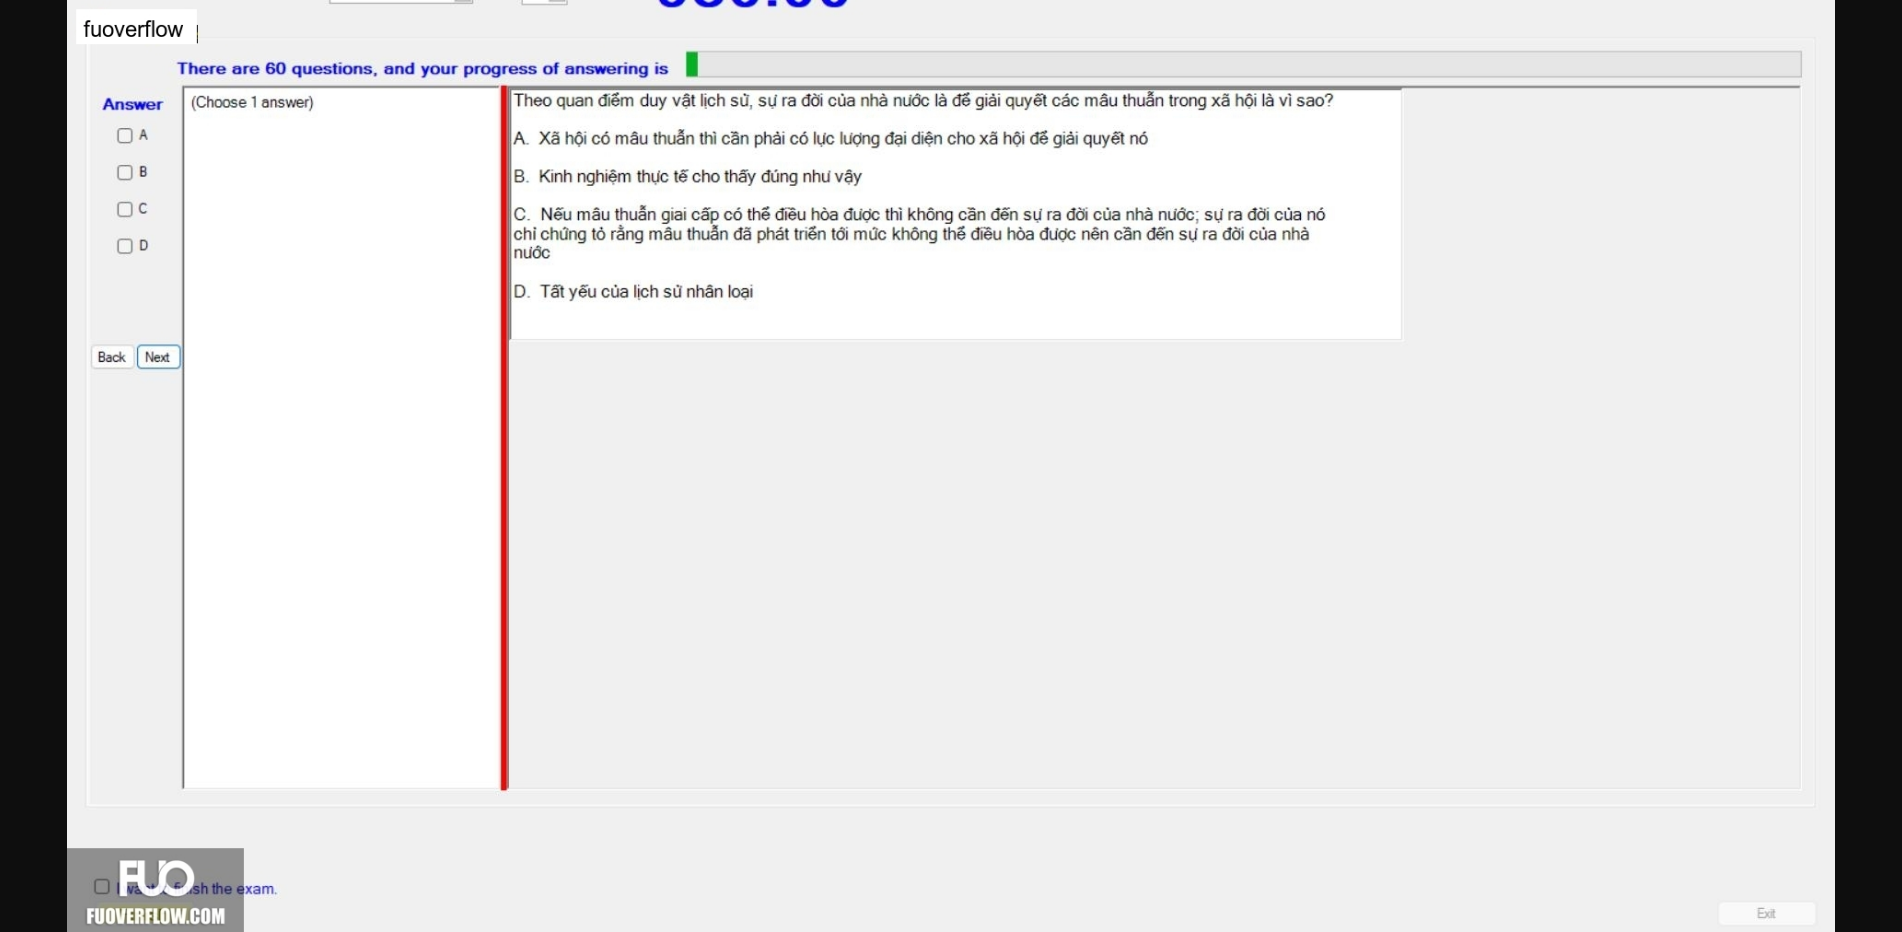 fuoverflow
There are 60 questions, and your progress of answering is
Answer
(Choose 1 answer)
A
B
C
D
Back
Next
Theo quan điểm duy vật lịch sử, sự ra đời của nhà nước là để giải quyết các mâu thuẫn trong xã hội là vì sao?
A. Xã hội có mâu thuẫn thì cần phải có lực lượng đại diện cho xã hội để giải quyết nó
B. Kinh nghiệm thực tế cho thấy đúng như vậy
C. Nếu mâu thuẫn giai cấp có thể điều hòa được thì không cần đến sự ra đời của nhà nước; sự ra đời của nó
chỉ chứng tỏ rằng mâu thuẫn đã phát triển tới mức không thể điều hòa được nên cần đến sự ra đời của nhà
nước
D. Tất yếu của lịch sử nhân loại
FUO
the exam.
FUOVERFLOW.COM
Exit